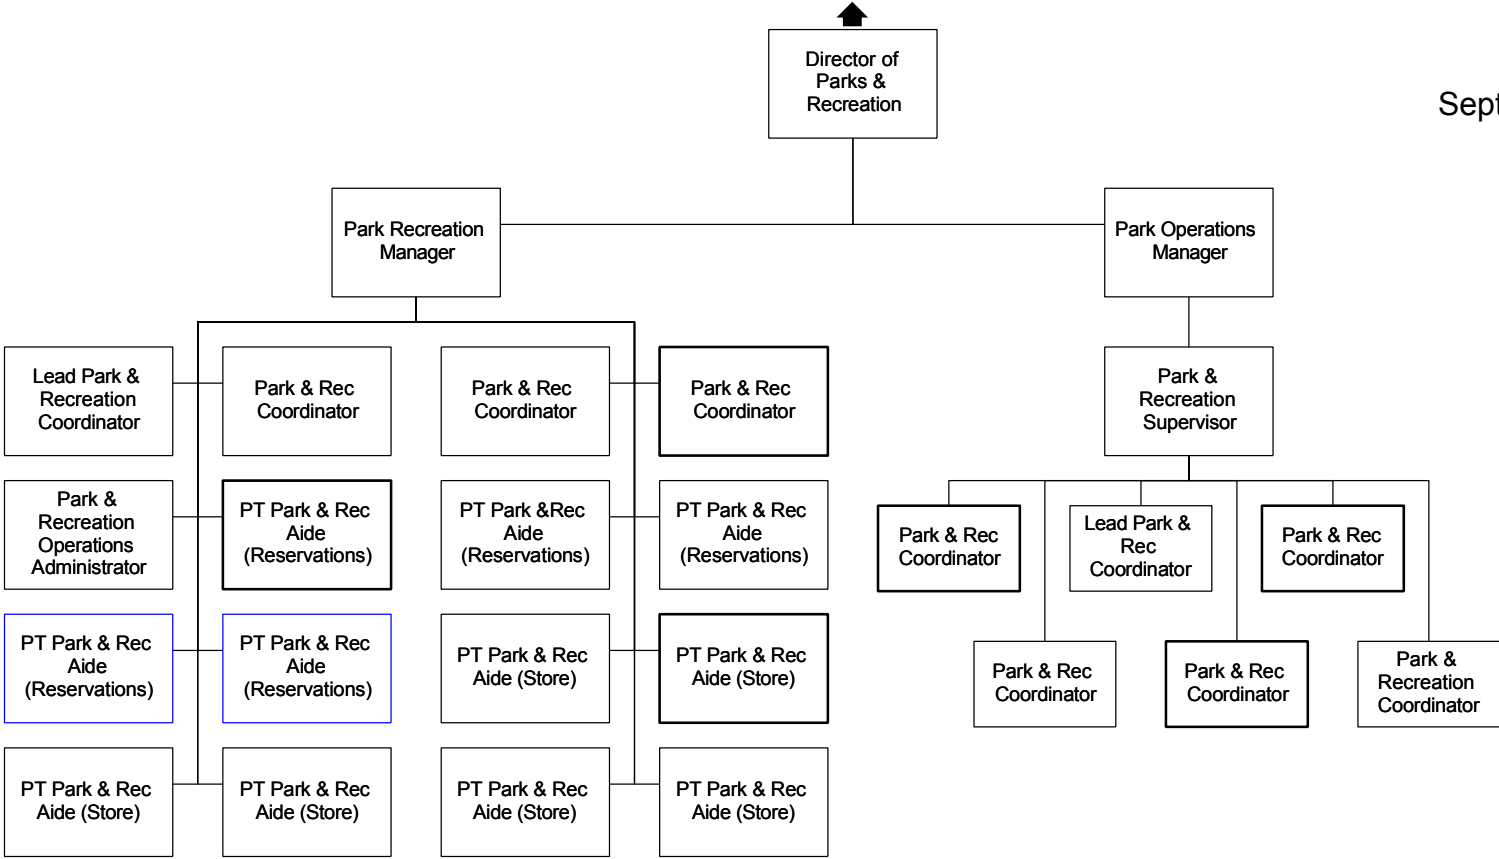 Director of
Parks &
Recreation
Sept
Park Recreation
Manager
Park Operations
Manager
Lead Park &
Recreation
Coordinator
Park & Rec
Coordinator
Park & Rec
Coordinator
Park & Rec
Coordinator
Park &
Recreation
Supervisor
Park &
Recreation
Operations
Administrator
PT Park & Rec
Aide
(Reservations)
PT Park &Rec
Aide
(Reservations)
PT Park & Rec
Aide
(Reservations)
Park & Rec
Coordinator
Lead Park &
Rec
Coordinator
Park & Rec
Coordinator
PT Park & Rec
Aide
(Reservations)
PT Park & Rec
Aide
(Reservations)
PT Park & Rec
Aide (Store)
PT Park & Rec
Aide (Store)
Park & Rec
Coordinator
Park & Rec
Coordinator
Park &
Recreation
Coordinator
PT Park & Rec
Aide (Store)
PT Park & Rec
Aide (Store)
PT Park & Rec
Aide (Store)
PT Park & Rec
Aide (Store)